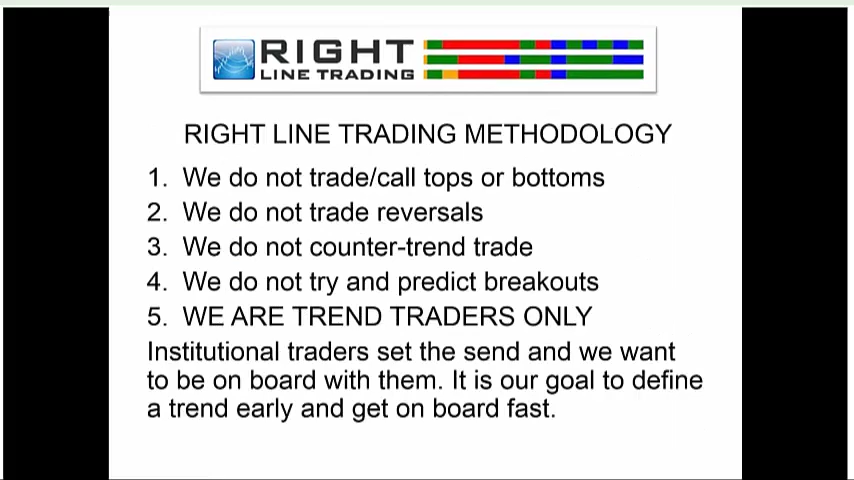 RIGHT
LINE TRADING
RIGHT LINE TRADING METHODOLOGY
1. We do not trade/call tops or bottoms
2. We do not trade reversals
3. We do not counter-trend trade
4. We do not try and predict breakouts
5. WE ARE TREND TRADERS ONLY
Institutional traders set the send and we want
to be on board with them. It is our goal to define
a trend early and get on board fast.